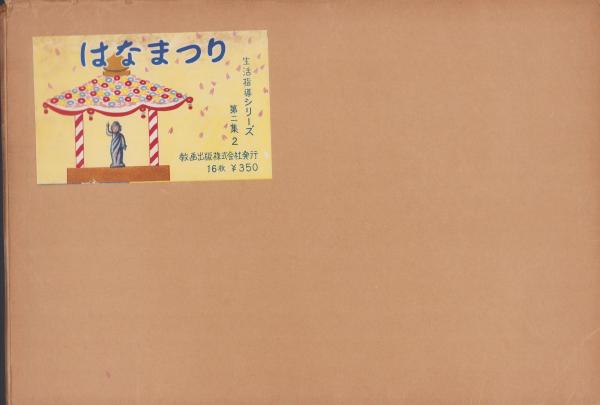 はなまつり
生活指導シリーズ
第二集 2
教画出版株式会社発行
16枚 ¥350